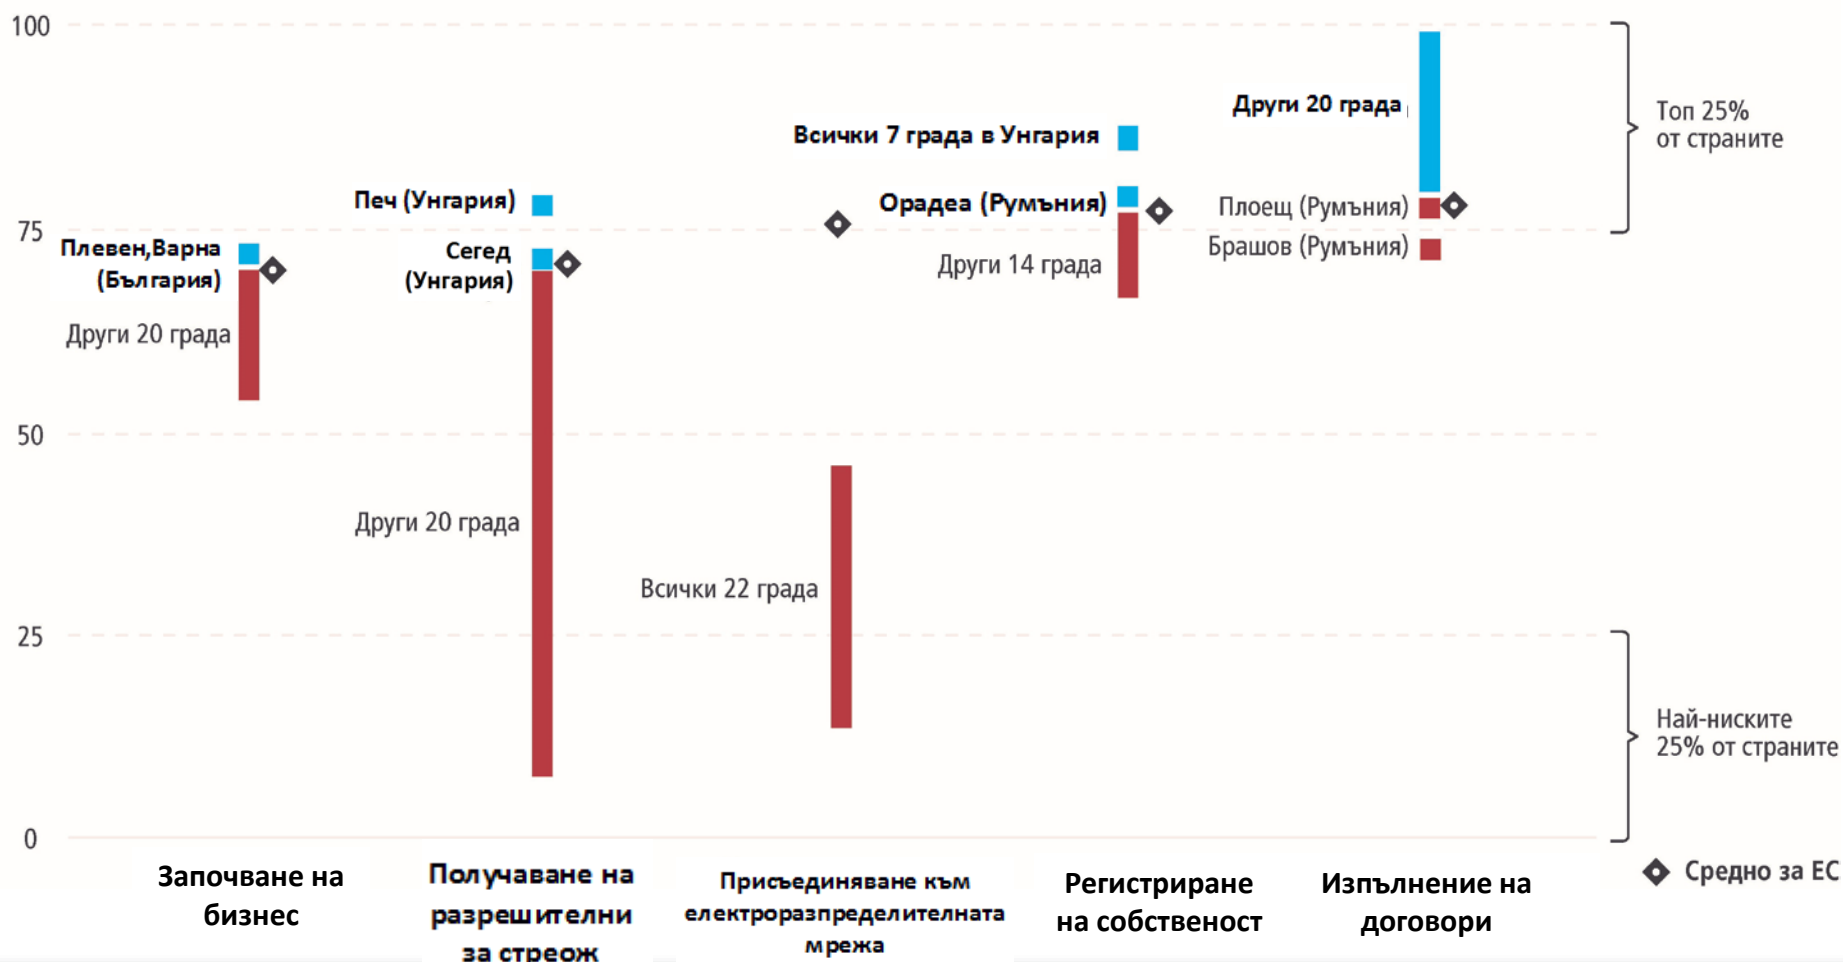 100
75
50
25
0
Плевен,Варна
(България)
Други 20 града
Печ (Унгария)
Сегед
(Унгария)
Други 20 града
Всички 22 града
Всички 7 града в Унгария
Орадеа (Румъния)
Други 14 града
Други 20 града
Плоещ (Румъния)
Брашов (Румъния)
Топ 25%
от страните
Най-ниските
25% от страните
Средно за ЕС
Започване на
бизнес
Получаване на
разрешителни
за стреож
Присъединяване към
електроразпределителната
мрежа
Регистриране
на собственост
Изпълнение на
договори